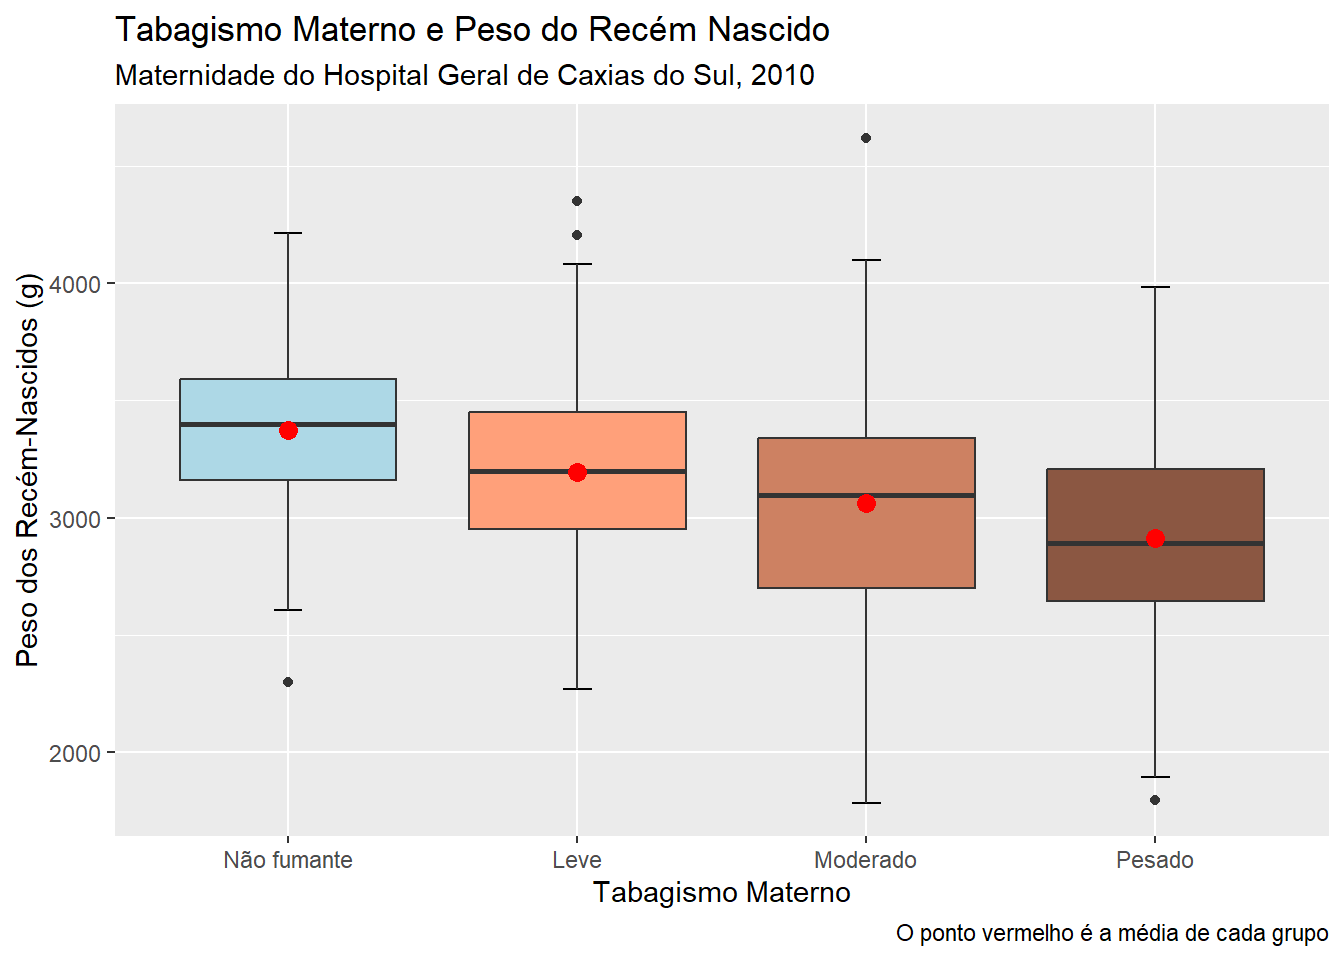 Tabagismo Materno e Peso do Recém Nascido
Maternidade do Hospital Geral de Caxias do Sul, 2010
Peso dos Recém-Nascidos (g)
4000
3000
2000
Não fumante
Leve
Moderado
Pesado
Tabagismo Materno
O ponto vermelho é a média de cada grupo